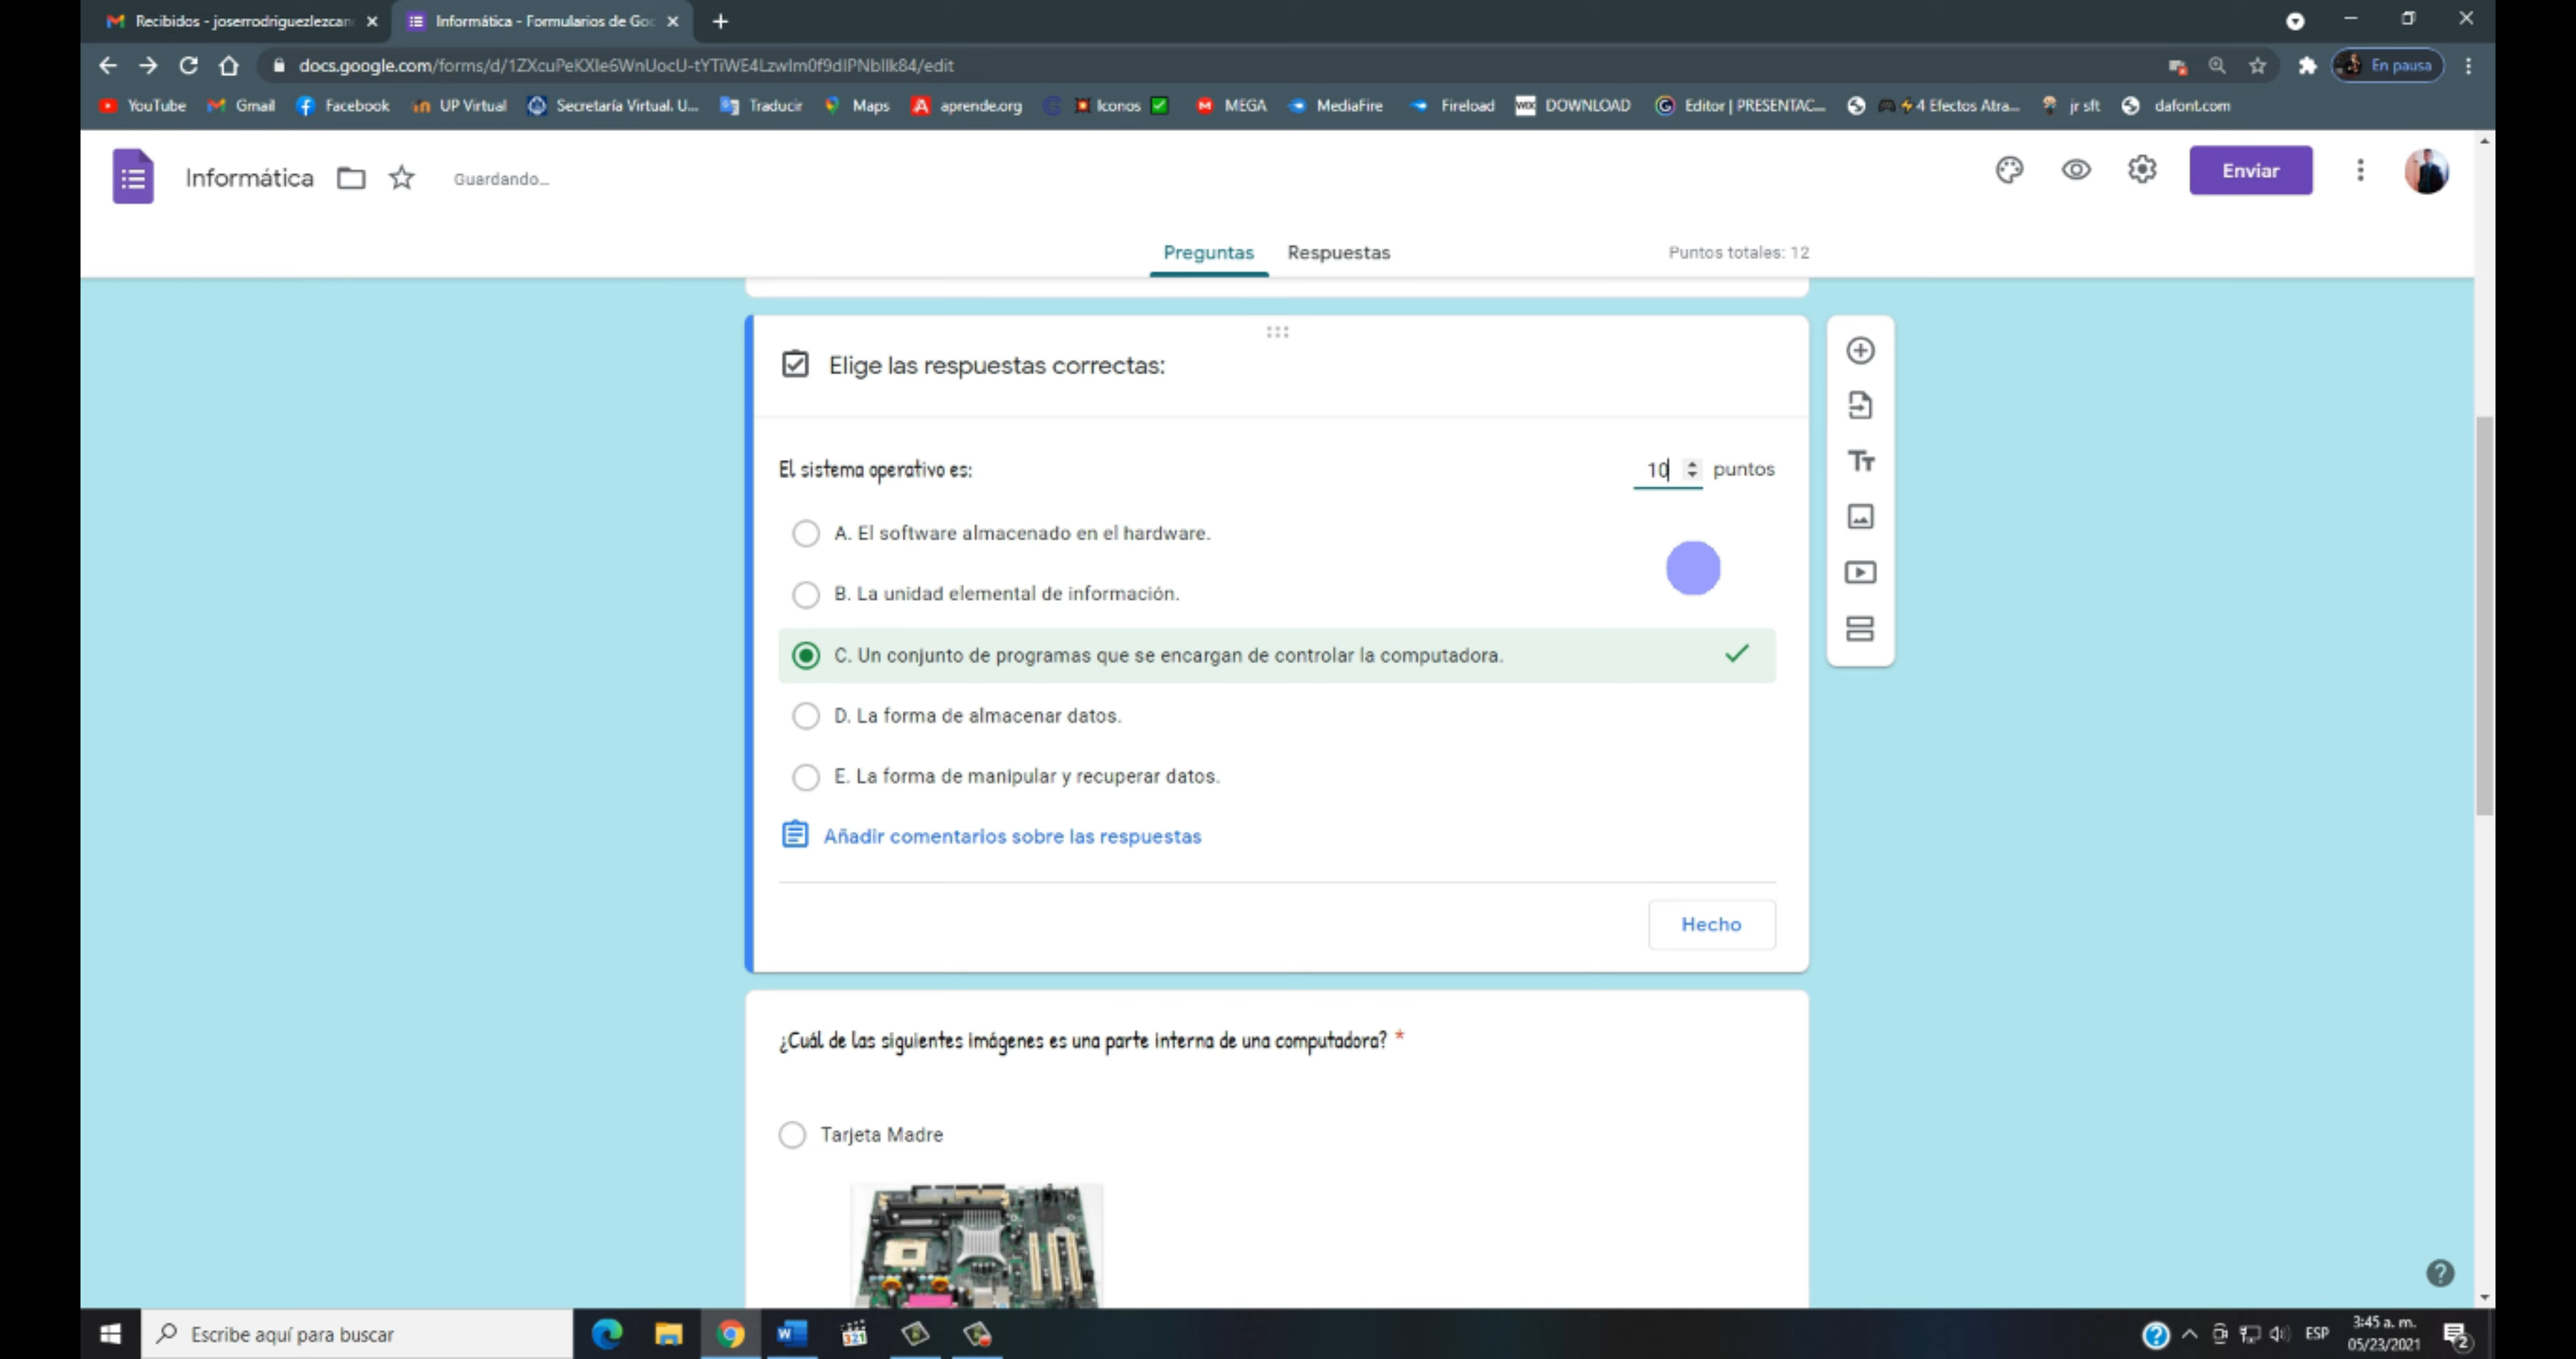 Recibidos - joserrodriguezlezcan
Informática - Formularios de Goo
docs.google.com/forms/d/1ZXcuPeKXIe6WnUocU-tYTiWE4LzwIm0f9dIPNbIlk84/edit
En pausa
YouTube Gmail Facebook UP Virtual Secretaría Virtual. U... Traducir Maps aprende.org Iconos MEGA MediaFire Fireload DOWNLOAD Editor | PRESENTAC... 4 Efectos Atra... jr sft dafont.com
Informática
Guardando...
Enviar
Preguntas Respuestas
Puntos totales: 12
Elige las respuestas correctas:
El sistema operativo es:
10 puntos
A. El software almacenado en el hardware.
B. La unidad elemental de información.
C. Un conjunto de programas que se encargan de controlar la computadora.
D. La forma de almacenar datos.
E. La forma de manipular y recuperar datos.
Añadir comentarios sobre las respuestas
Hecho
¿Cuál de las siguientes imágenes es una parte interna de una computadora? *
Tarjeta Madre
Escribe aquí para buscar
321
ESP
3:45 a. m.
05/23/2021
2